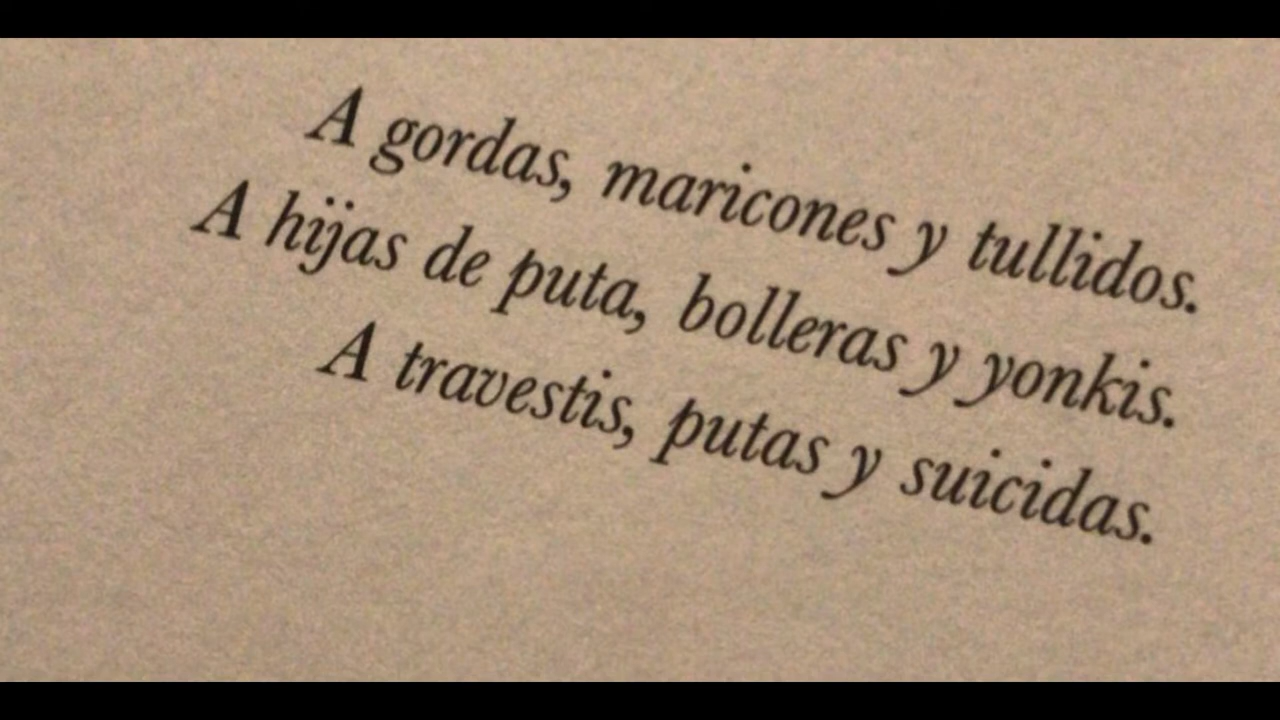 A gordas, maricones y tullidos.
A hijas de puta, bolleras y yonkis.
A travestis, putas y suicidas.